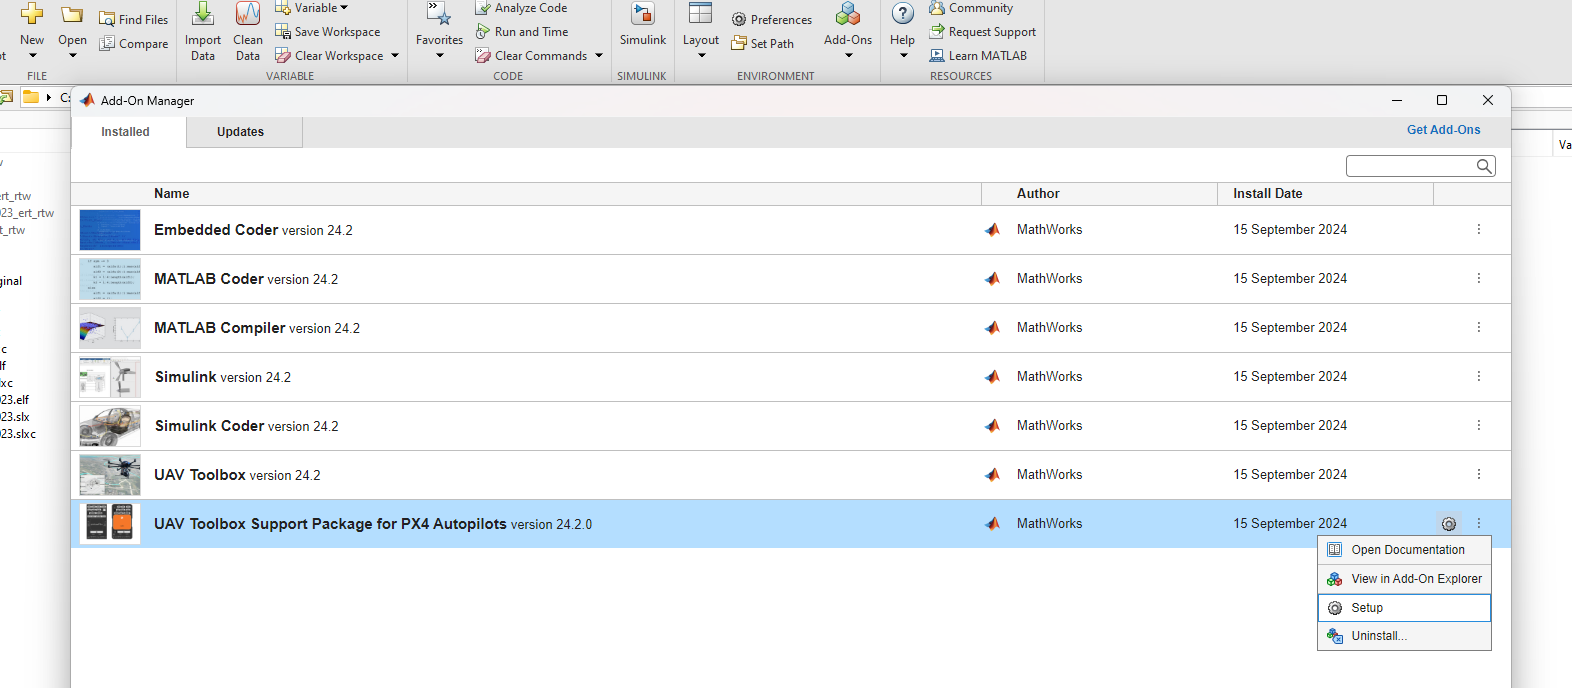 New
Open
Find Files
Compare
FILE
Import Data
Clean Data
Variable
Save Workspace
Clear Workspace
VARIABLE
Favorites
Analyze Code
Run and Time
Clear Commands
CODE
Simulink
SIMULINK
Layout
Preferences
Set Path
Add-Ons
ENVIRONMENT
Help
Community
Request Support
Learn MATLAB
RESOURCES
Add-On Manager
Installed
Updates
Get Add-Ons
Name
Author
Install Date
Embedded Coder version 24.2
MathWorks
15 September 2024
MATLAB Coder version 24.2
MathWorks
15 September 2024
MATLAB Compiler version 24.2
MathWorks
15 September 2024
Simulink version 24.2
MathWorks
15 September 2024
Simulink Coder version 24.2
MathWorks
15 September 2024
UAV Toolbox version 24.2
MathWorks
15 September 2024
UAV Toolbox Support Package for PX4 Autopilots version 24.2.0
MathWorks
15 September 2024
Open Documentation
View in Add-On Explorer
Setup
Uninstall...
ert_rtw
23_ert_rtw
t_rtw
ginal
c
lf
xc
23.elf
23.slx
23.slxc
Va